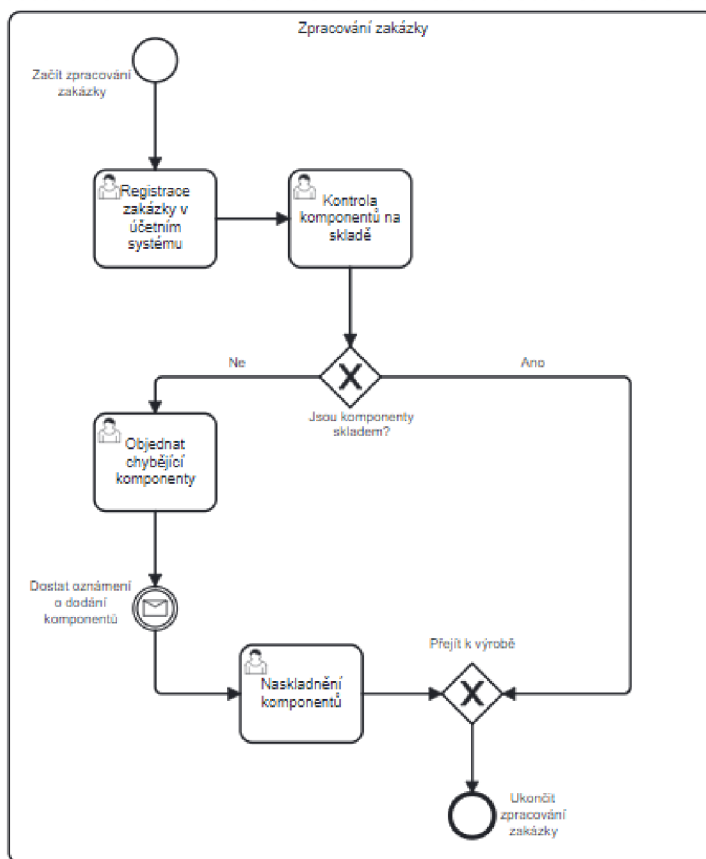 Zpracování zakázky
Začít zpracování
zakázky
Registrace
zakázky v
účetním
systému
Kontrola
komponentů na
skladě
Ne
Ano
Jsou komponenty
skladem?
Objednat
chybějící
komponenty
Dostat oznámení
o dodání
komponentů
Přejít k výrobě
Naskladnění
komponentů
Ukončit
zpracování
zakázky